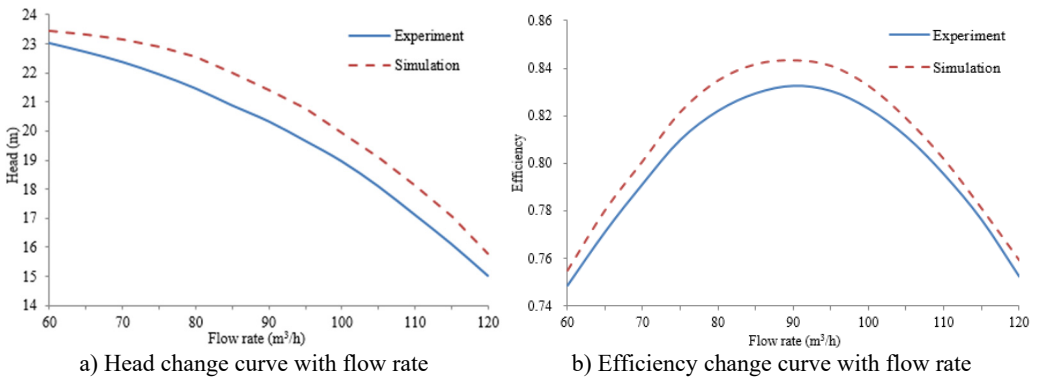 24
23
22
21
20
19
18
17
16
15
14
Head (m)
60 70 80 90 100 110 120
Flow rate (m³/h)
Experiment
Simulation
a) Head change curve with flow rate
0.86
0.84
0.82
0.80
0.78
0.76
0.74
Efficiency
60 70 80 90 100 110 120
Flow rate (m³/h)
Experiment
Simulation
b) Efficiency change curve with flow rate